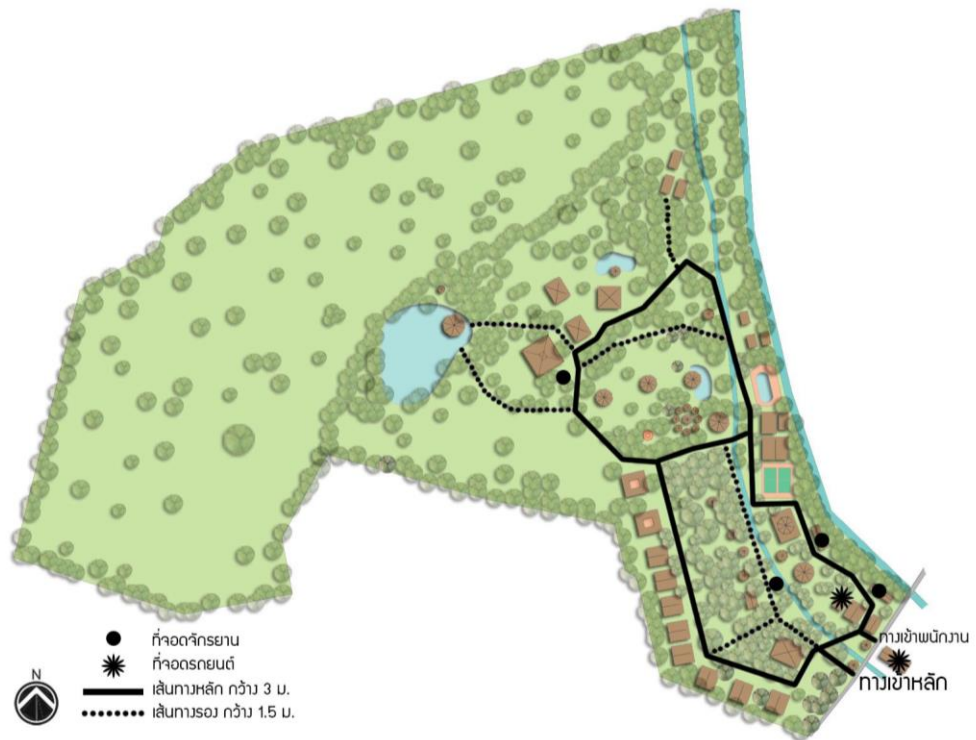 ทางเข้าพนักงาน
ทางเข้าหลัก
ที่จอดจักรยาน
ที่จอดรถยนต์
เส้นทางหลัก กว้าง 3 ม.
เส้นทางรอง กว้าง 1.5 ม.
N